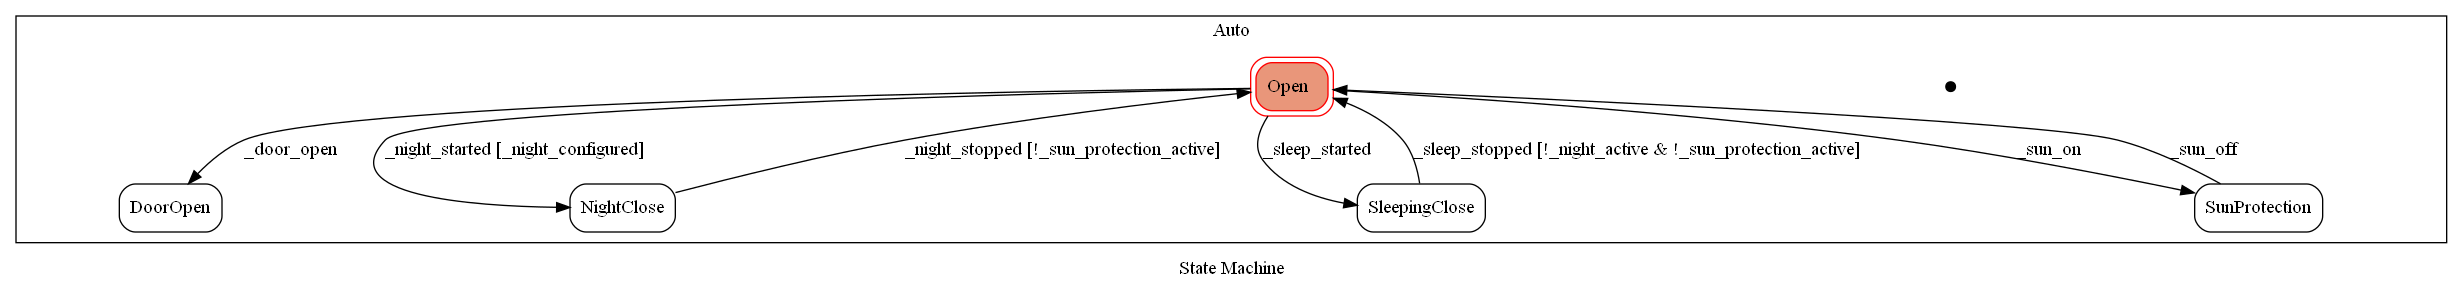 Auto
Open
_door_open
_night_started [_night_configured]
_night_stopped [!_sun_protection_active]
_sleep_started
_sleep_stopped [!_night_active & !_sun_protection_active]
_sun_on
_sun_off
DoorOpen
NightClose
SleepingClose
SunProtection
State Machine